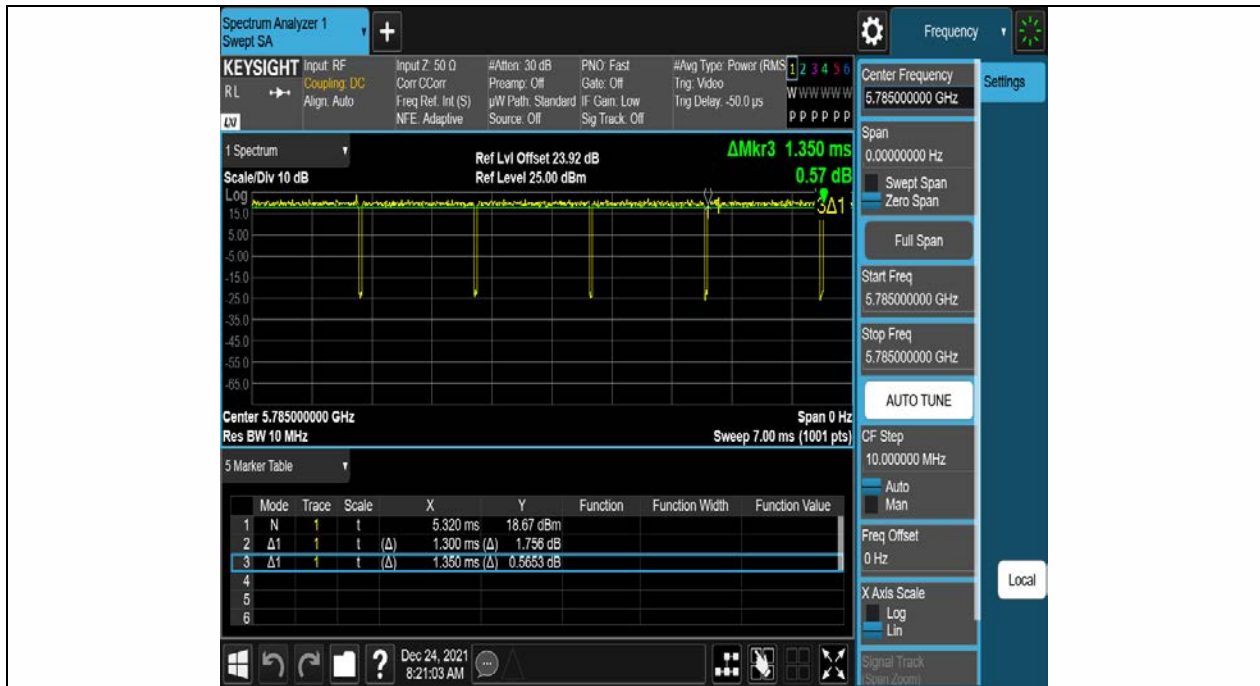 Spectrum Analyzer 1
Swept SA
+
Frequency
KEYSIGHT
RL
LXI
Input: RF
Coupling: DC
Align: Auto
Input Z: 50 Ω
Corr CCorr
Freq Ref: Int (S)
NFE: Adaptive
#Atten: 30 dB
Preamp: Off
µW Path: Standard
Source: Off
PNO: Fast
Gate: Off
IF Gain: Low
Sig Track: Off
#Avg Type: Power (RMS
Trig: Video
Trig Delay: -50.0 µs
1 2 3 4 5 6
W W W W W W
P P P P P P
1 Spectrum
Scale/Div 10 dB
Ref Lvl Offset 23.92 dB
Ref Level 25.00 dBm
ΔMkr3 1.350 ms
0.57 dB
Log
15.0
5.00
-5.00
-15.0
-25.0
-35.0
-45.0
-55.0
-65.0
3Δ1
Center 5.785000000 GHz
Span 0 Hz
Res BW 10 MHz
Sweep 7.00 ms (1001 pts)
5 Marker Table
Mode Trace Scale X Y Function Function Width Function Value
1 N 1 t 5.320 ms 18.67 dBm
2 Δ1 1 t (Δ) 1.300 ms (Δ) 1.756 dB
3 Δ1 1 t (Δ) 1.350 ms (Δ) 0.5653 dB
4
5
6
?
Dec 24, 2021
8:21:03 AM
Center Frequency
5.785000000 GHz
Settings
Span
0.00000000 Hz
Swept Span
Zero Span
Full Span
Start Freq
5.785000000 GHz
Stop Freq
5.785000000 GHz
AUTO TUNE
CF Step
10.000000 MHz
Auto
Man
Freq Offset
0 Hz
X Axis Scale
Log
Lin
Signal Track
(Span Zoom)
Local